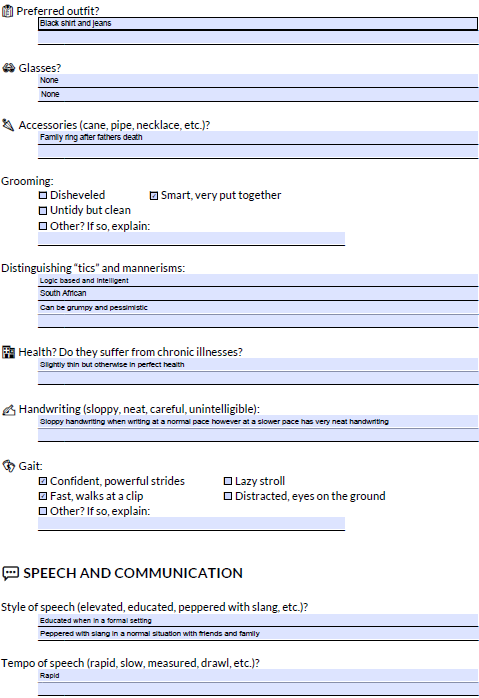 Preferred outfit?
Black shirt and jeans
Glasses?
None
None
Accessories (cane, pipe, necklace, etc.)?
Family ring after fathers death
Grooming:
Disheveled Smart, very put together
Untidy but clean
Other? If so, explain:
Distinguishing “tics” and mannerisms:
Logic based and intelligent
South African
Can be grumpy and pessimistic
Health? Do they suffer from chronic illnesses?
Slightly thin but otherwise in perfect health
Handwriting (sloppy, neat, careful, unintelligible):
Sloppy handwriting when writing at a normal pace however at a slower pace has very neat handwriting
Gait:
Confident, powerful strides Lazy stroll
Fast, walks at a clip Distracted, eyes on the ground
Other? If so, explain:
SPEECH AND COMMUNICATION
Style of speech (elevated, educated, peppered with slang, etc.)?
Educated when in a formal setting
Peppered with slang in a normal situation with friends and family
Tempo of speech (rapid, slow, measured, drawl, etc.)?
Rapid